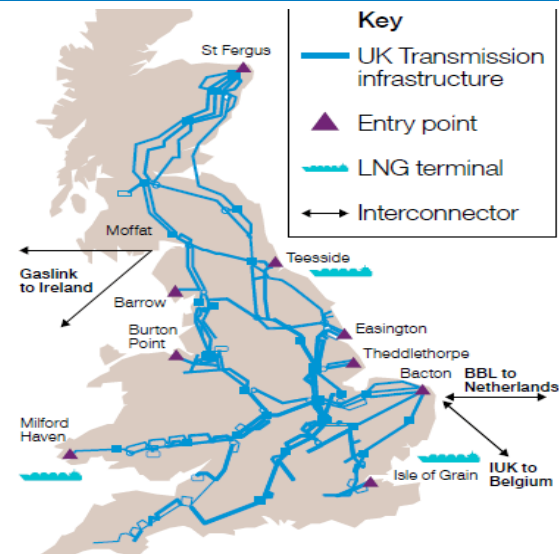 Key
UK Transmission
infrastructure
Entry point
LNG terminal
Interconnector
St Fergus
Moffat
Gaslink
to Ireland
Teesside
Barrow
Burton
Point
Easington
Theddlethorpe
Bacton
BBL to
Netherlands
Milford
Haven
Isle of Grain
IUK to
Belgium